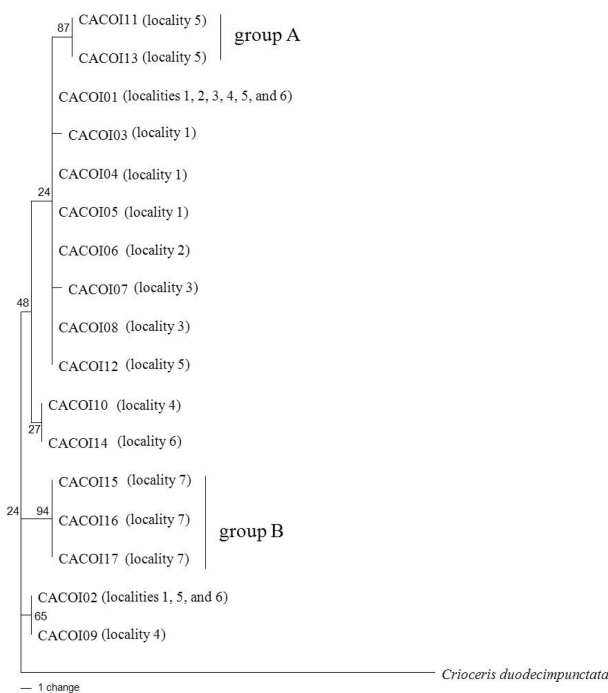 87
CACOI11 (locality 5)
group A
CACOI13 (locality 5)
CACOI01 (localities 1, 2, 3, 4, 5, and 6)
CACOI03 (locality 1)
CACOI04 (locality 1)
24
CACOI05 (locality 1)
CACOI06 (locality 2)
CACOI07 (locality 3)
48
CACOI08 (locality 3)
CACOI12 (locality 5)
CACOI10 (locality 4)
27
CACOI14 (locality 6)
CACOI15 (locality 7)
24 94
CACOI16 (locality 7)
group B
CACOI17 (locality 7)
CACOI02 (localities 1, 5, and 6)
65
CACOI09 (locality 4)
Crioceris duodecimpunctata
1 change